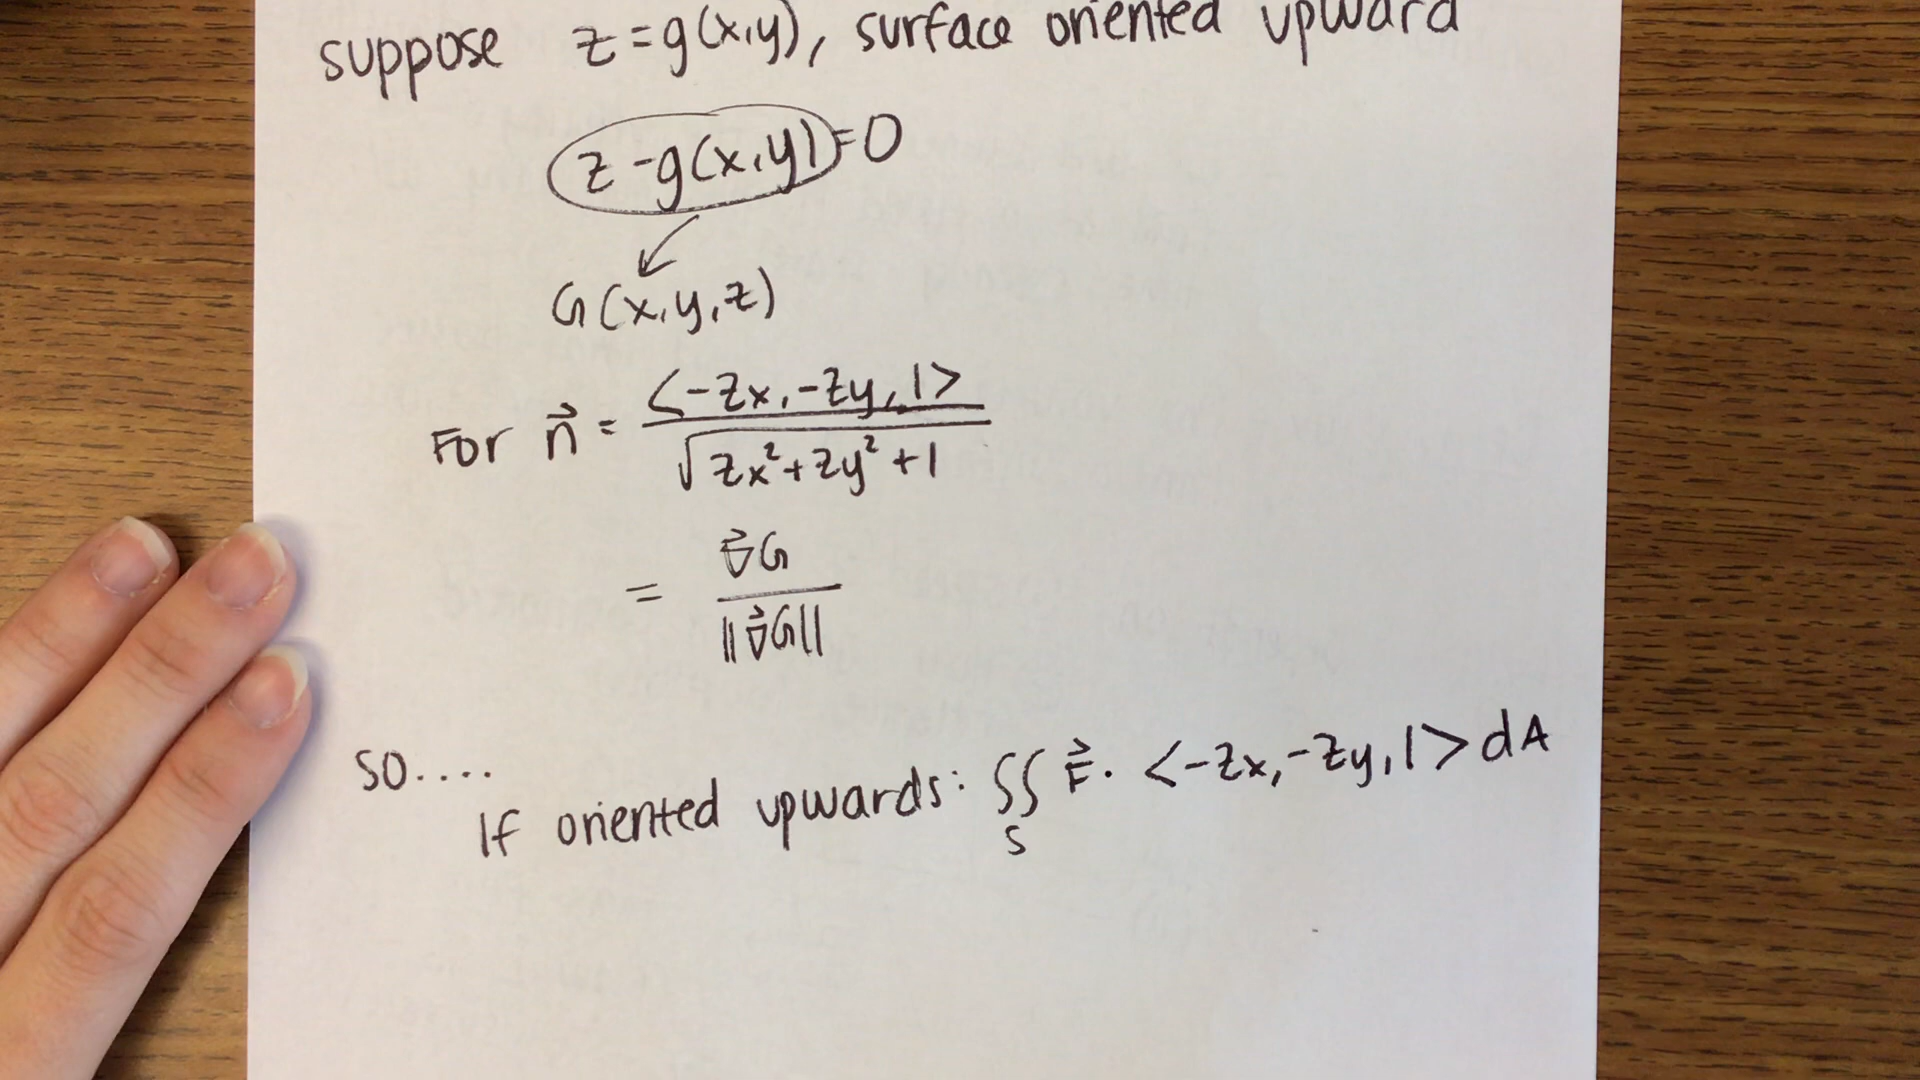 suppose z=g(x,y), surface oriented upward
z-g(x,y)=0
G(x,y,z)
For n⃗ = <-zx,-zy,1>
√zx²+zy²+1
= ∇⃗G
||∇⃗G||
SO....
If oriented upwards: ∬ F⃗ · <-zx,-zy,1> dA
S